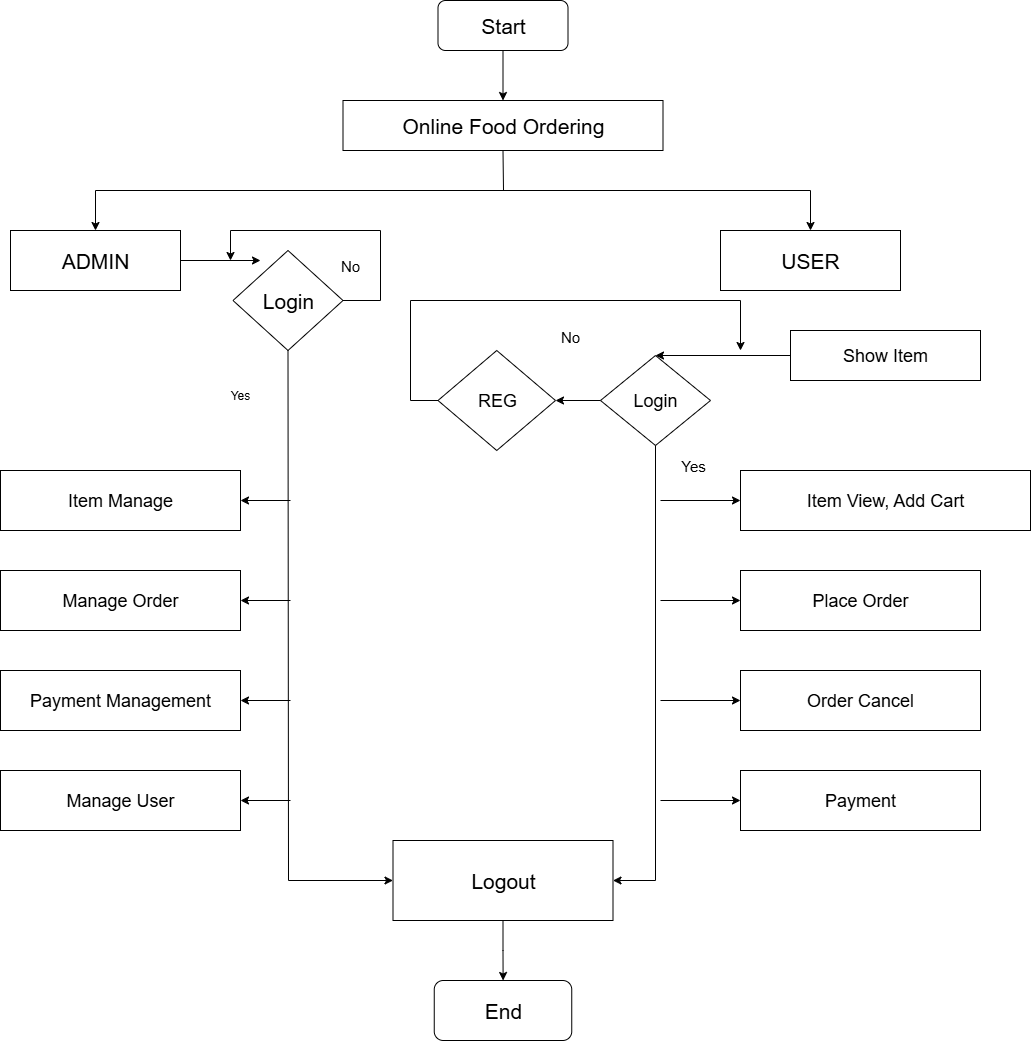 Start
Online Food Ordering
ADMIN
USER
No
Login
No
Show Item
REG
Login
Yes
Yes
Item Manage
Item View, Add Cart
Manage Order
Place Order
Payment Management
Order Cancel
Manage User
Payment
Logout
End